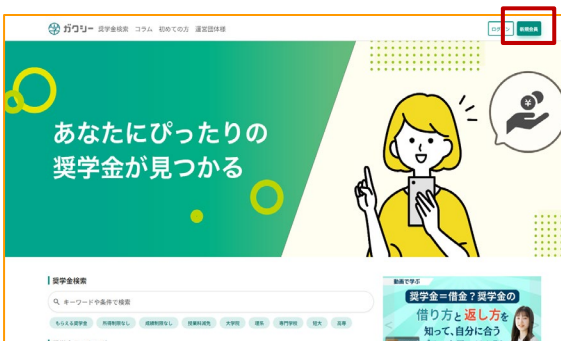 ガクシー 奨学金検索 コラム 初めての方 運営団体様
ログイン 新規会員
あなたにぴったりの
奨学金が見つかる
奨学金検索
キーワードや条件で検索
もらえる奨学金 所得制限なし 成績制限なし 授業料減免 大学院 理系 専門学校 短大 高専
動画で学ぶ
奨学金=借金?奨学金の
借り方と返し方を
知って、自分に合う